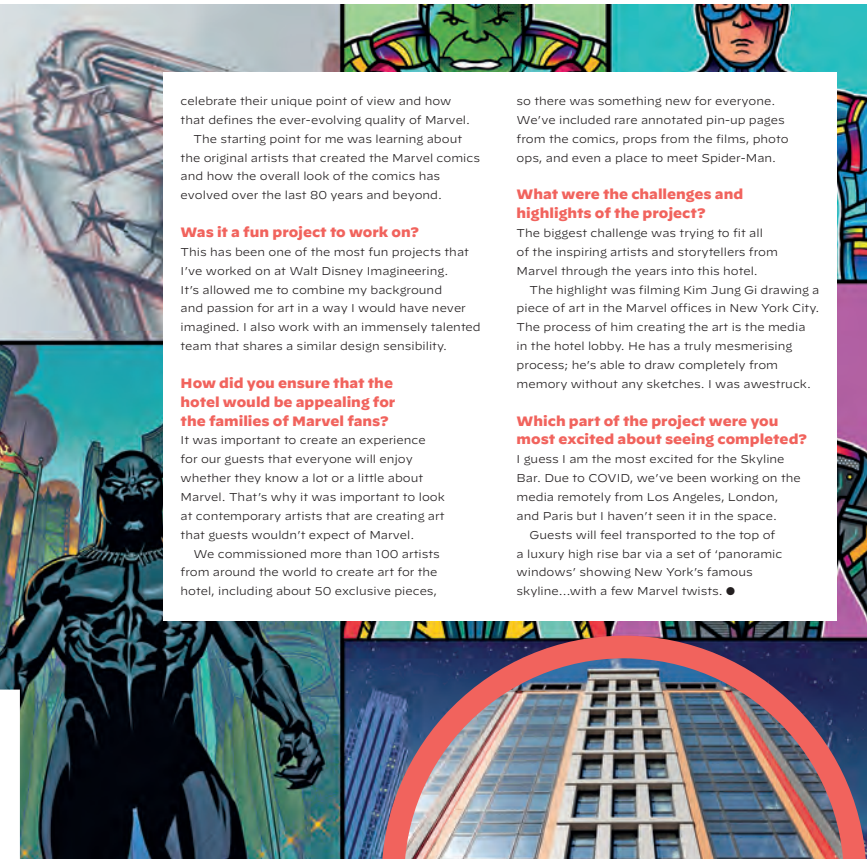 celebrate their unique point of view and how
that defines the ever-evolving quality of Marvel.
The starting point for me was learning about
the original artists that created the Marvel comics
and how the overall look of the comics has
evolved over the last 80 years and beyond.
Was it a fun project to work on?
This has been one of the most fun projects that
I've worked on at Walt Disney Imagineering.
It's allowed me to combine my background
and passion for art in a way I would have never
imagined. I also work with an immensely talented
team that shares a similar design sensibility.
How did you ensure that the
hotel would be appealing for
the families of Marvel fans?
It was important to create an experience
for our guests that everyone will enjoy
whether they know a lot or a little about
Marvel. That's why it was important to look
at contemporary artists that are creating art
that guests wouldn't expect of Marvel.
We commissioned more than 100 artists
from around the world to create art for the
hotel, including about 50 exclusive pieces,
so there was something new for everyone.
We've included rare annotated pin-up pages
from the comics, props from the films, photo
ops, and even a place to meet Spider-Man.
What were the challenges and
highlights of the project?
The biggest challenge was trying to fit all
of the inspiring artists and storytellers from
Marvel through the years into this hotel.
The highlight was filming Kim Jung Gi drawing a
piece of art in the Marvel offices in New York City.
The process of him creating the art is the media
in the hotel lobby. He has a truly mesmerising
process; he's able to draw completely from
memory without any sketches. I was awestruck.
Which part of the project were you
most excited about seeing completed?
I guess I am the most excited for the Skyline
Bar. Due to COVID, we've been working on the
media remotely from Los Angeles, London,
and Paris but I haven't seen it in the space.
Guests will feel transported to the top of
a luxury high rise bar via a set of 'panoramic
windows' showing New York's famous
skyline...with a few Marvel twists. ●